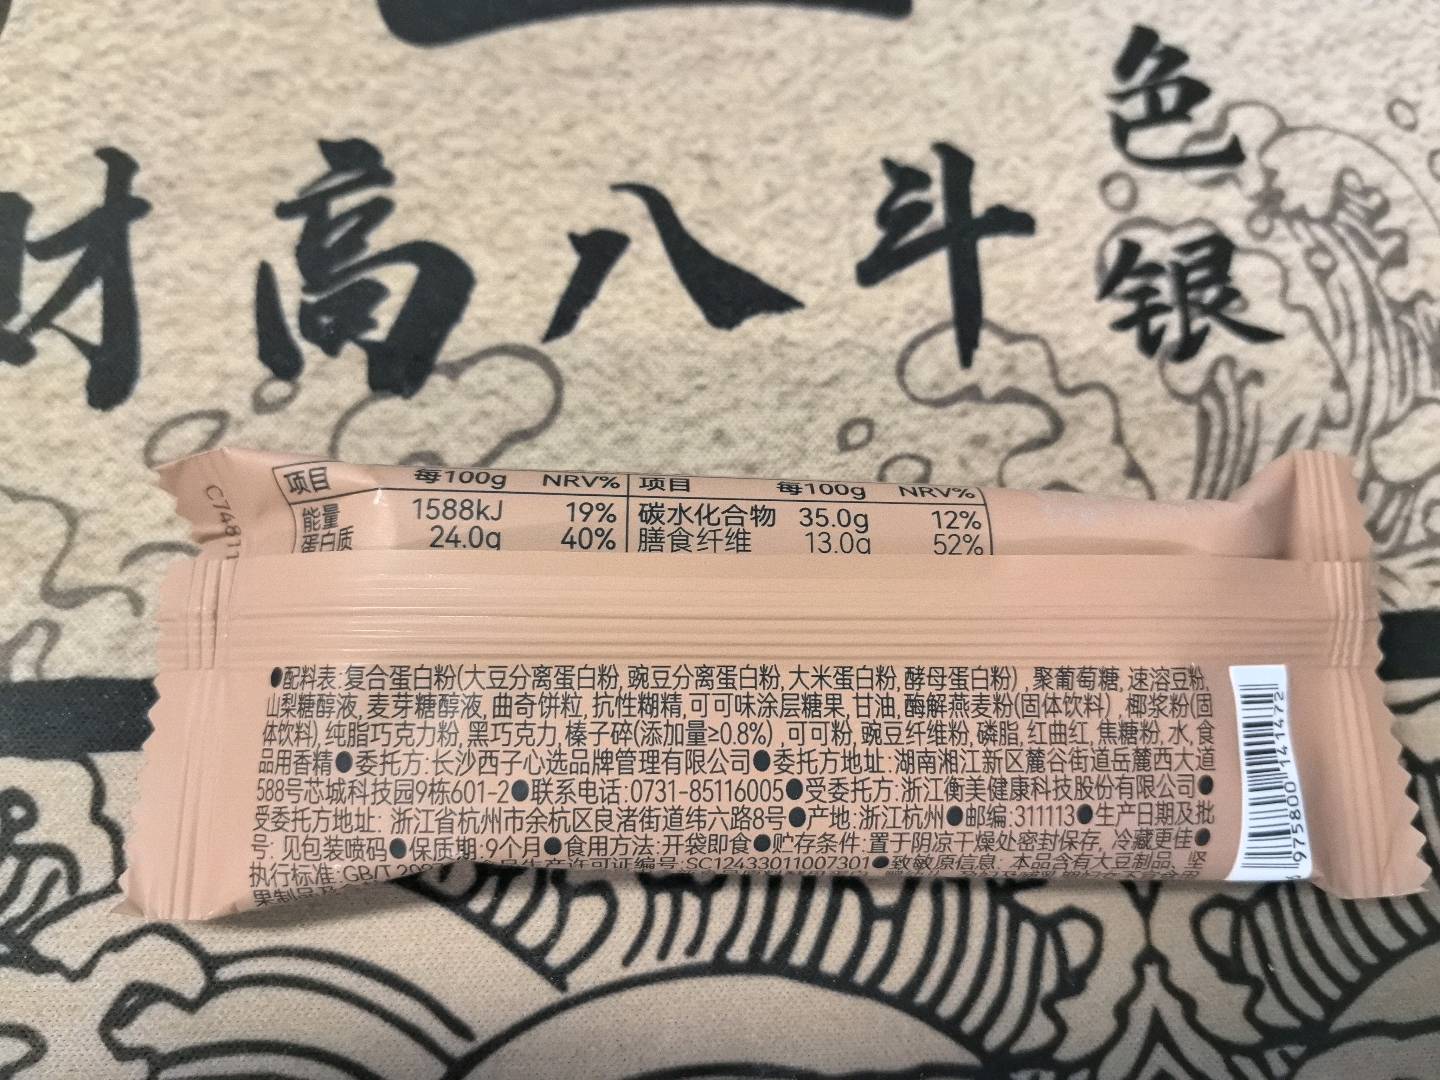 色
财高八斗
银
C74811
项目 每100g NRV% 项目 每100g NRV%
能量 1588kJ 19% 碳水化合物 35.0g 12%
蛋白质 24.0g 40% 膳食纤维 13.0g 52%
●配料表:复合蛋白粉(大豆分离蛋白粉,豌豆分离蛋白粉,大米蛋白粉,酵母蛋白粉),聚葡萄糖,速溶豆粉,
山梨糖醇液,麦芽糖醇液,曲奇饼粒,抗性糊精,可可味涂层糖果,甘油,酶解燕麦粉(固体饮料),椰浆粉(固
体饮料),纯脂巧克力粉,黑巧克力,榛子碎(添加量≥0.8%),可可粉,豌豆纤维粉,磷脂,红曲红,焦糖粉,水,食
品用香精●委托方:长沙西子心选品牌管理有限公司●委托方地址:湖南湘江新区麓谷街道岳麓西大道
588号芯城科技园9栋601-2●联系电话:0731-85116005●受委托方:浙江衡美健康科技股份有限公司●
受委托方地址:浙江省杭州市余杭区良渚街道纬六路8号●产地:浙江杭州●邮编:311113●生产日期及批
号:见包装喷码●保质期:9个月●食用方法:开袋即食●贮存条件:置于阴凉干燥处密封保存,冷藏更佳●
执行标准:GB/T 生产许可证编号:SC12433011007301●致敏原信息:本品含有大豆制品、坚
果制品
975800 141472